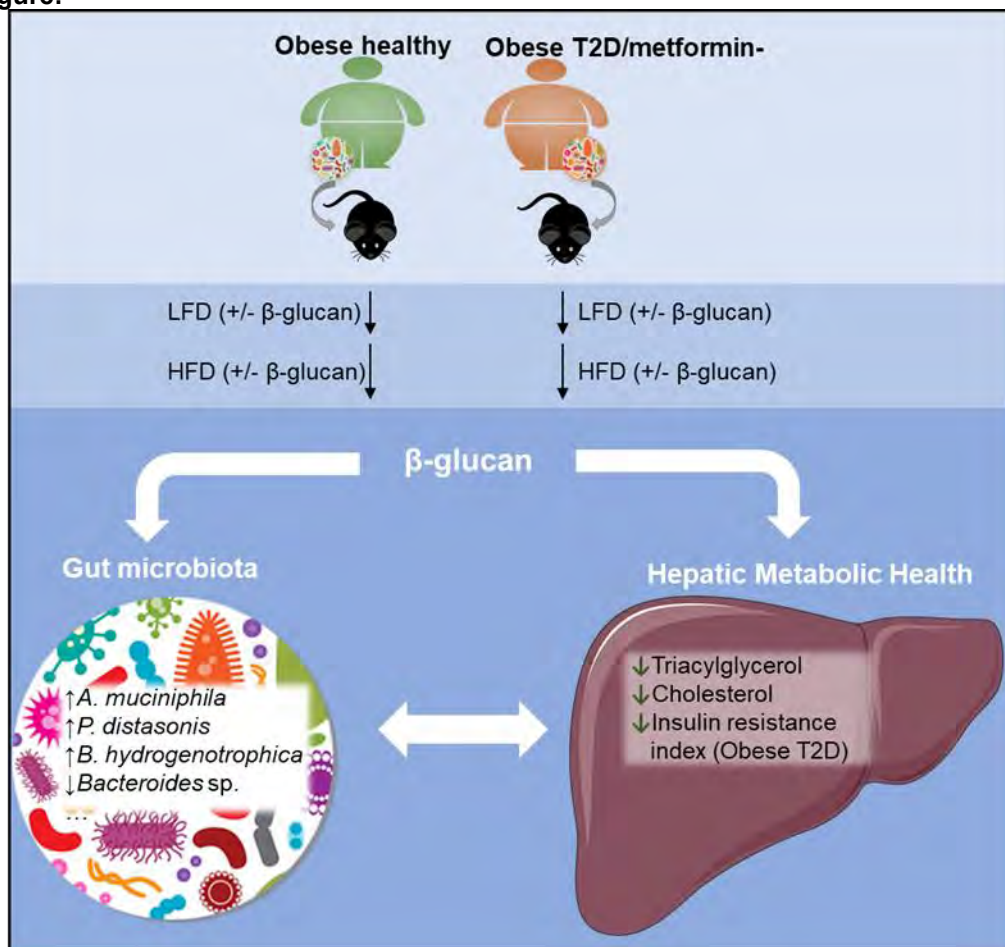 Obese healthy
Obese T2D/metformin-
LFD (+/- β-glucan)
LFD (+/- β-glucan)
HFD (+/- β-glucan)
HFD (+/- β-glucan)
β-glucan
Gut microbiota
↑A. muciniphila
↑P. distasonis
↑B. hydrogenotrophica
↓Bacteroides sp.
...
Hepatic Metabolic Health
↓Triacylglycerol
↓Cholesterol
↓Insulin resistance
index (Obese T2D)